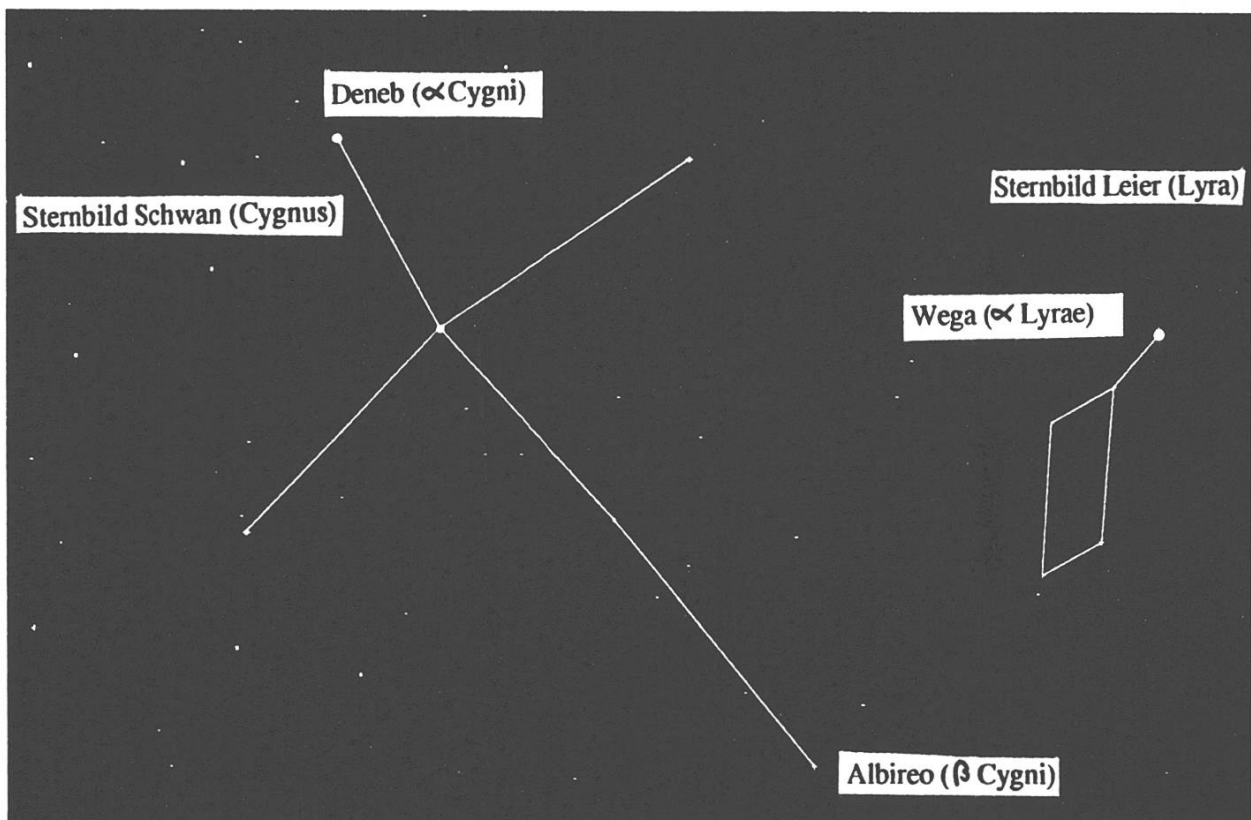 Deneb (∝Cygni)
Sternbild Schwan (Cygnus)
Sternbild Leier (Lyra)
Wega (∝ Lyrae)
Albireo (β Cygni)